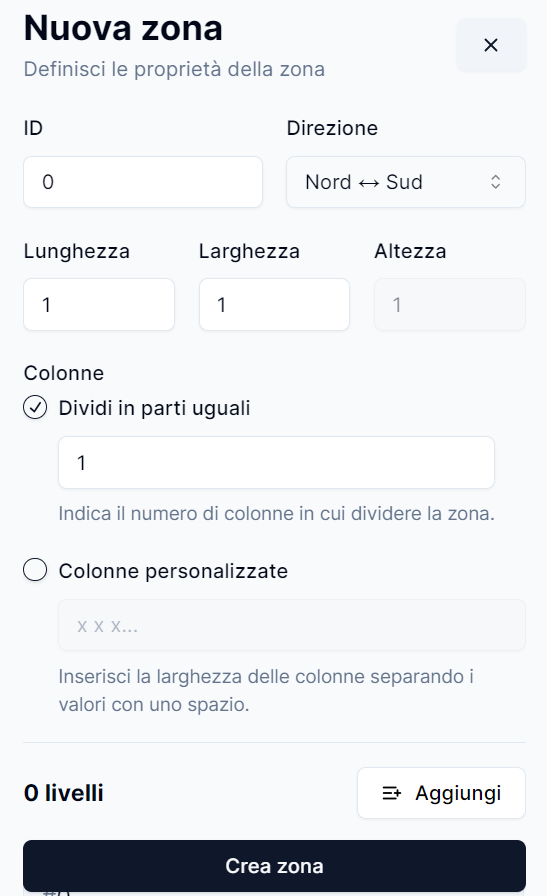 Nuova zona
Definisci le proprietà della zona
ID
Direzione
0
Nord ↔ Sud
Lunghezza
Larghezza
Altezza
1
1
1
Colonne
Dividi in parti uguali
1
Indica il numero di colonne in cui dividere la zona.
Colonne personalizzate
x x x...
Inserisci la larghezza delle colonne separando i
valori con uno spazio.
0 livelli
Aggiungi
Crea zona